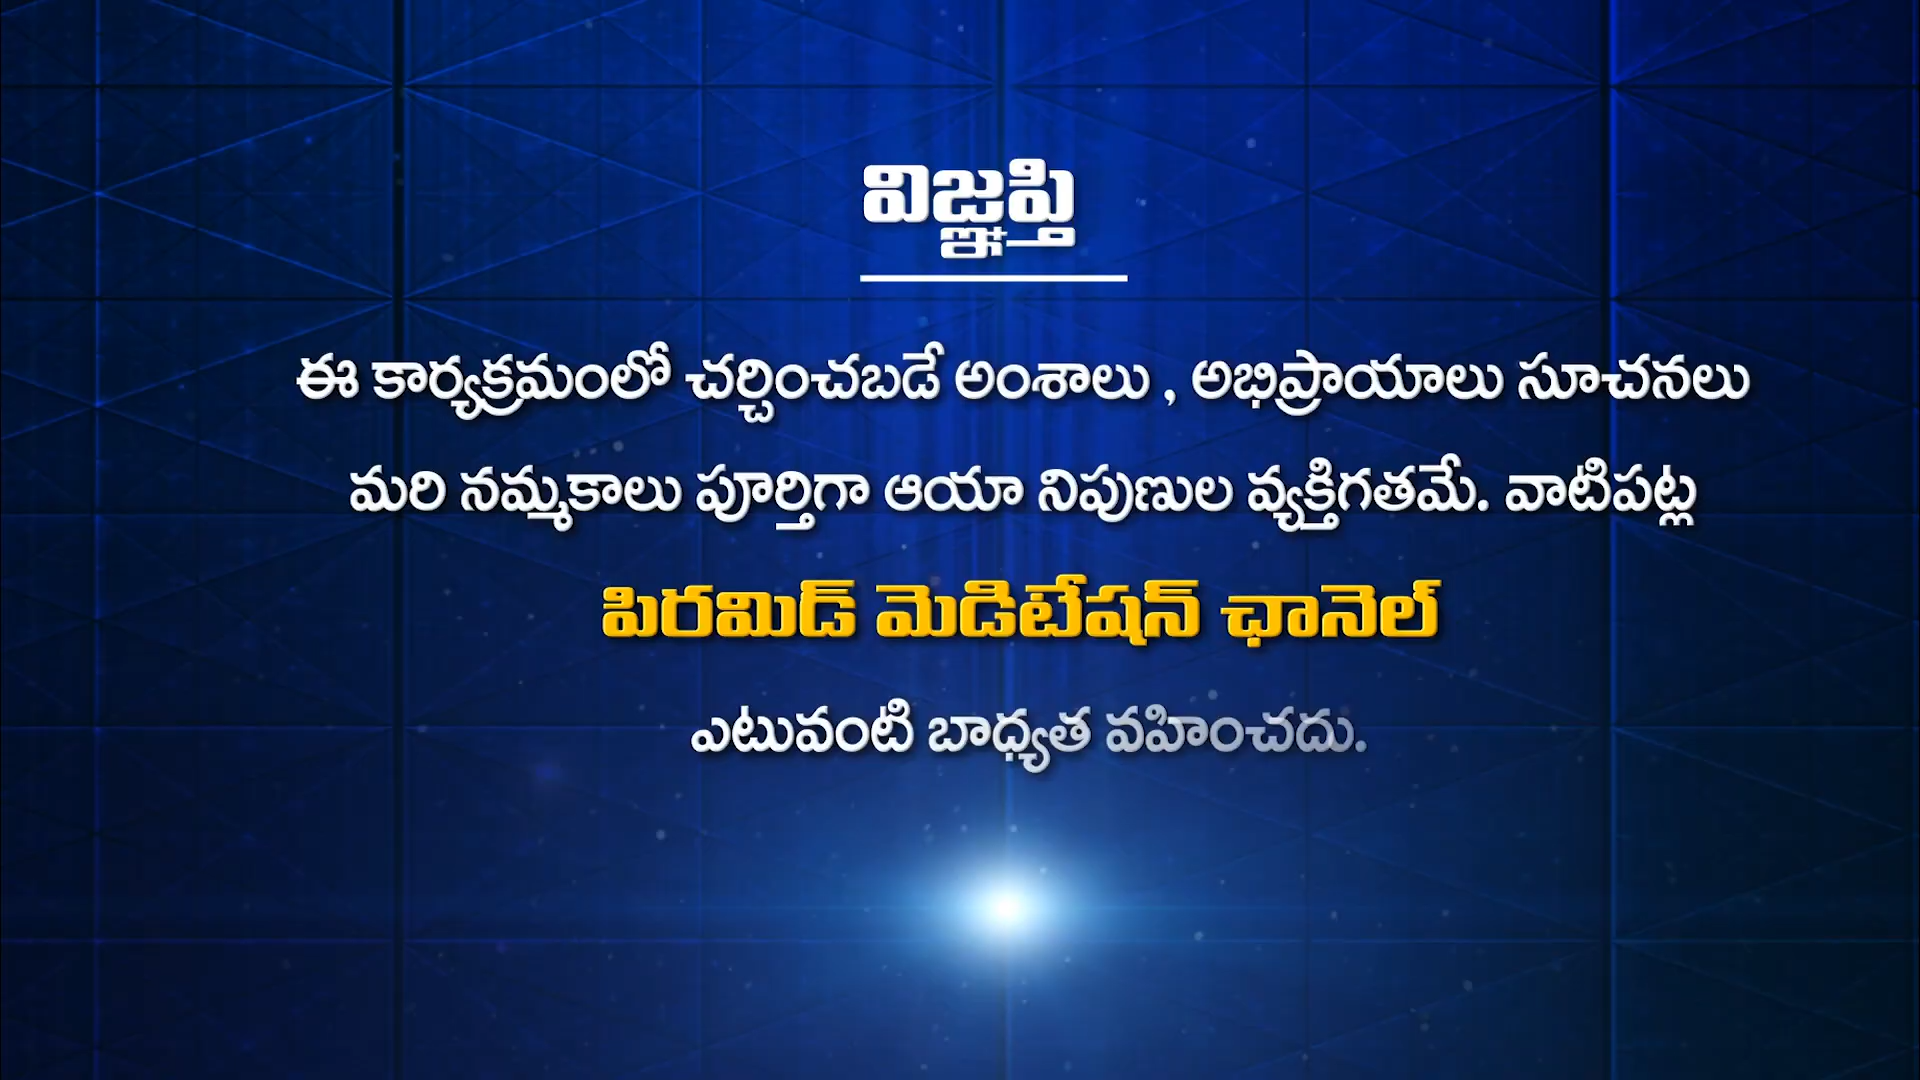 విజ్ఞప్తి
ఈ కార్యక్రమంలో చర్చించబడే అంశాలు , అభిప్రాయాలు సూచనలు
మరి నమ్మకాలు పూర్తిగా ఆయా నిపుణుల వ్యక్తిగతమే. వాటిపట్ల
పిరమిడ్ మెడిటేషన్ ఛానెల్
ఎటువంటి బాధ్యత వహించదు.